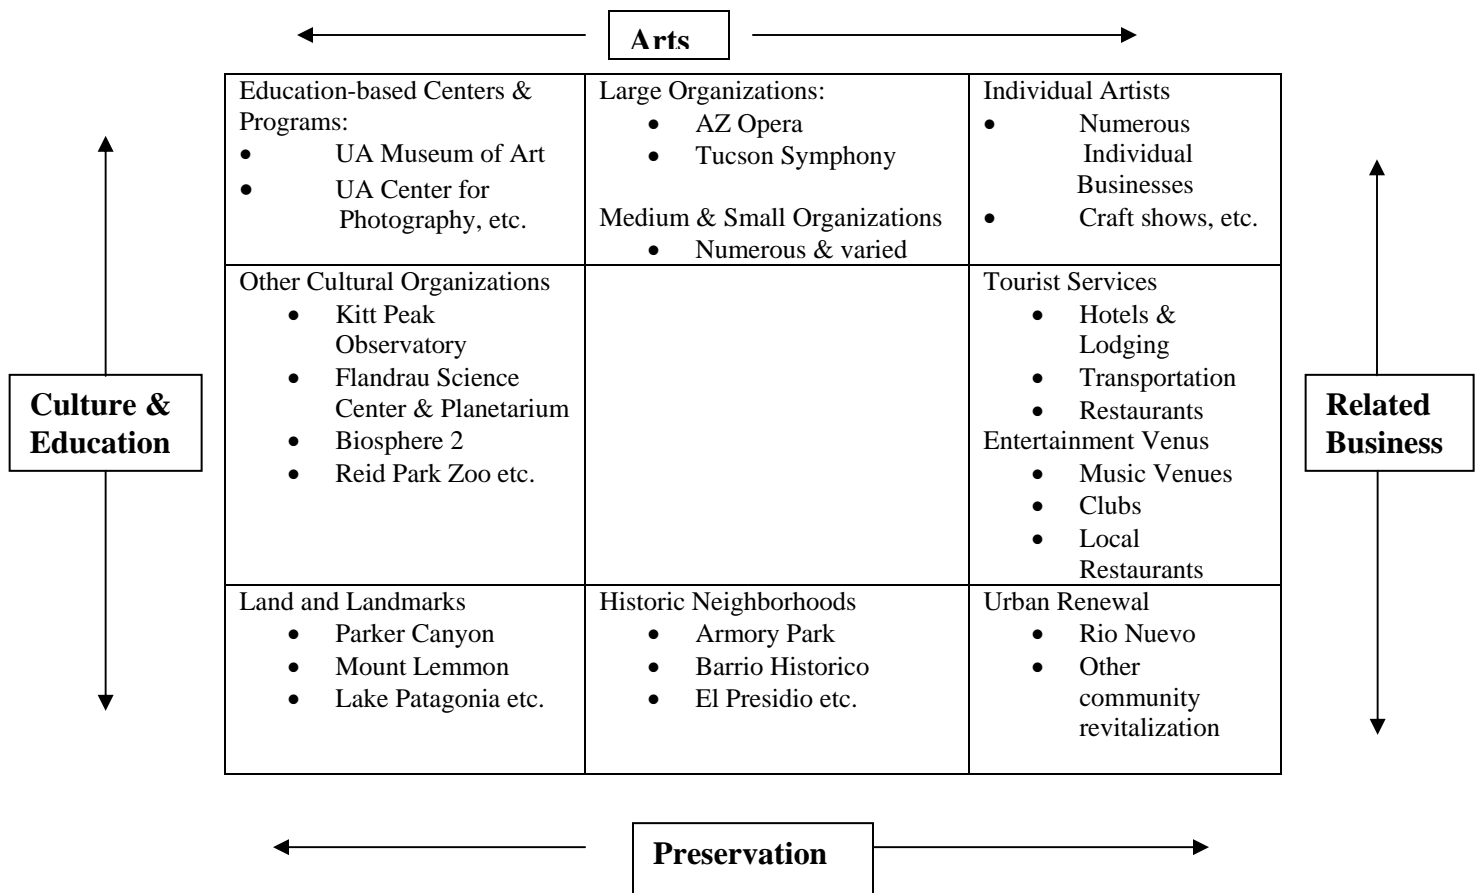 Arts
Education-based Centers &
Programs:
• UA Museum of Art
• UA Center for
Photography, etc.
Large Organizations:
• AZ Opera
• Tucson Symphony
Medium & Small Organizations
• Numerous & varied
Individual Artists
• Numerous
Individual
Businesses
• Craft shows, etc.
Culture &
Education
Other Cultural Organizations
• Kitt Peak
Observatory
• Flandrau Science
Center & Planetarium
• Biosphere 2
• Reid Park Zoo etc.
Tourist Services
• Hotels &
Lodging
• Transportation
• Restaurants
Entertainment Venus
• Music Venues
• Clubs
• Local
Restaurants
Related
Business
Land and Landmarks
• Parker Canyon
• Mount Lemmon
• Lake Patagonia etc.
Historic Neighborhoods
• Armory Park
• Barrio Historico
• El Presidio etc.
Urban Renewal
• Rio Nuevo
• Other
community
revitalization
Preservation